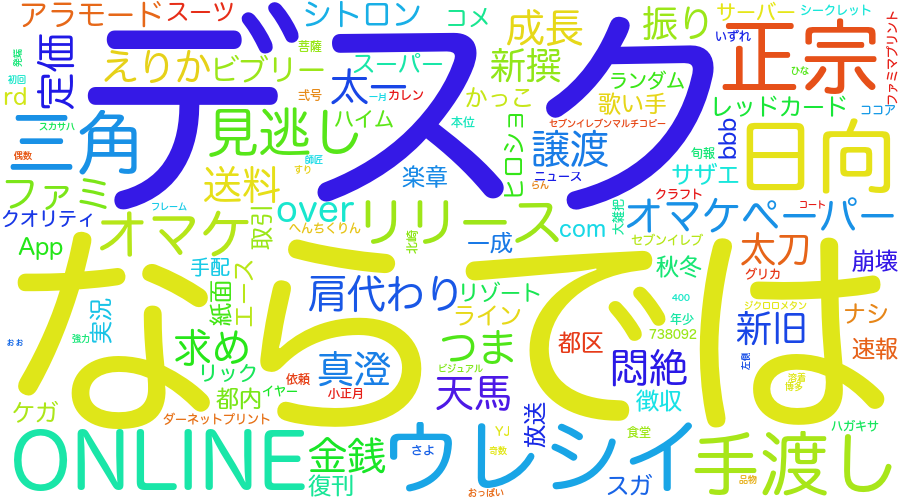 アラモード
スーツ
シトロン
コメ
成長
振り
サーバー
シークレット
正宗
いずれ
ファミマプリント
菩薩
発端
初回
定価
えりか
ビブリー
デスク
スーパー
太一
一月
カレン
新撰
かっこ
ランダム
歌い手
ひな
レッドカード
ココア
rd
三角
スカサハ
偶数
見逃し
弐号
ハイム
本位
セブンイレブンマルチコピー
ヒロショ
譲渡
bbb
日向
旬報
ファミ
送料
師匠
すり
楽章
ニュース
らん
サザエ
クラフト
クオリティ
フレーム
オマケ
取引
over
リリース
com
大雑把
オマケペーパー
コート
App
へんちくりん
北崎
一成
セブンイレブ
太刀
グリカ
崩壊
手配
紙面
エース
肩代わり
リゾート
秋冬
400
ジクロロメタン
ならでは
実況
ライン
年少
738092
新旧
ナシ
ぉぉ
強力
求め
真澄
つま
都区
悶絶
左側
速報
リック
依頼
ビジュアル
溶着
博多
都内
イヤー
小正月
天馬
徴収
ケガ
ダーネットプリント
放送
ハガキサ
ONLINE
金銭
復刊
ウレシイ
さよ
YJ
奇数
食堂
手渡し
品物
おっぱい
スガ